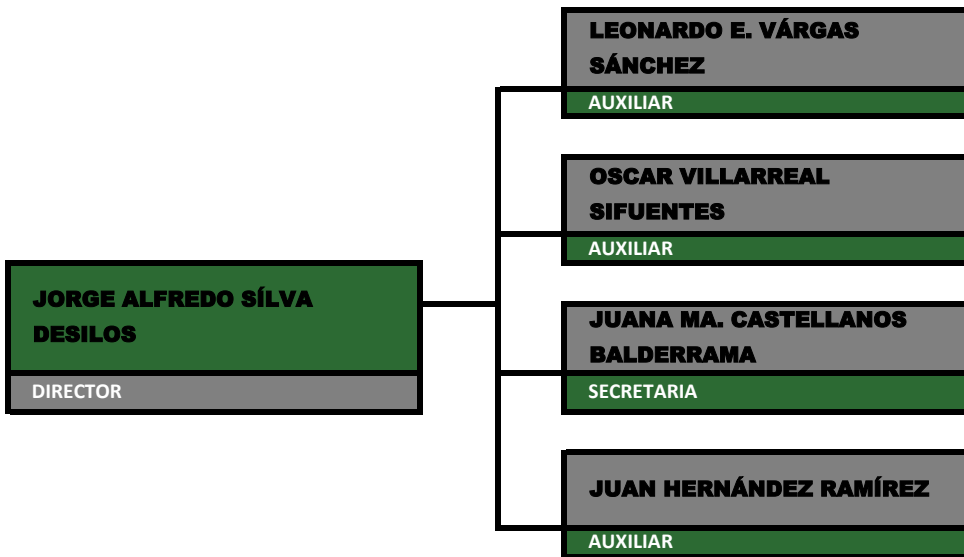 LEONARDO E. VÁRGAS
SÁNCHEZ
AUXILIAR
OSCAR VILLARREAL
SIFUENTES
AUXILIAR
JORGE ALFREDO SÍLVA
DESILOS
DIRECTOR
JUANA MA. CASTELLANOS
BALDERRAMA
SECRETARIA
JUAN HERNÁNDEZ RAMÍREZ
AUXILIAR